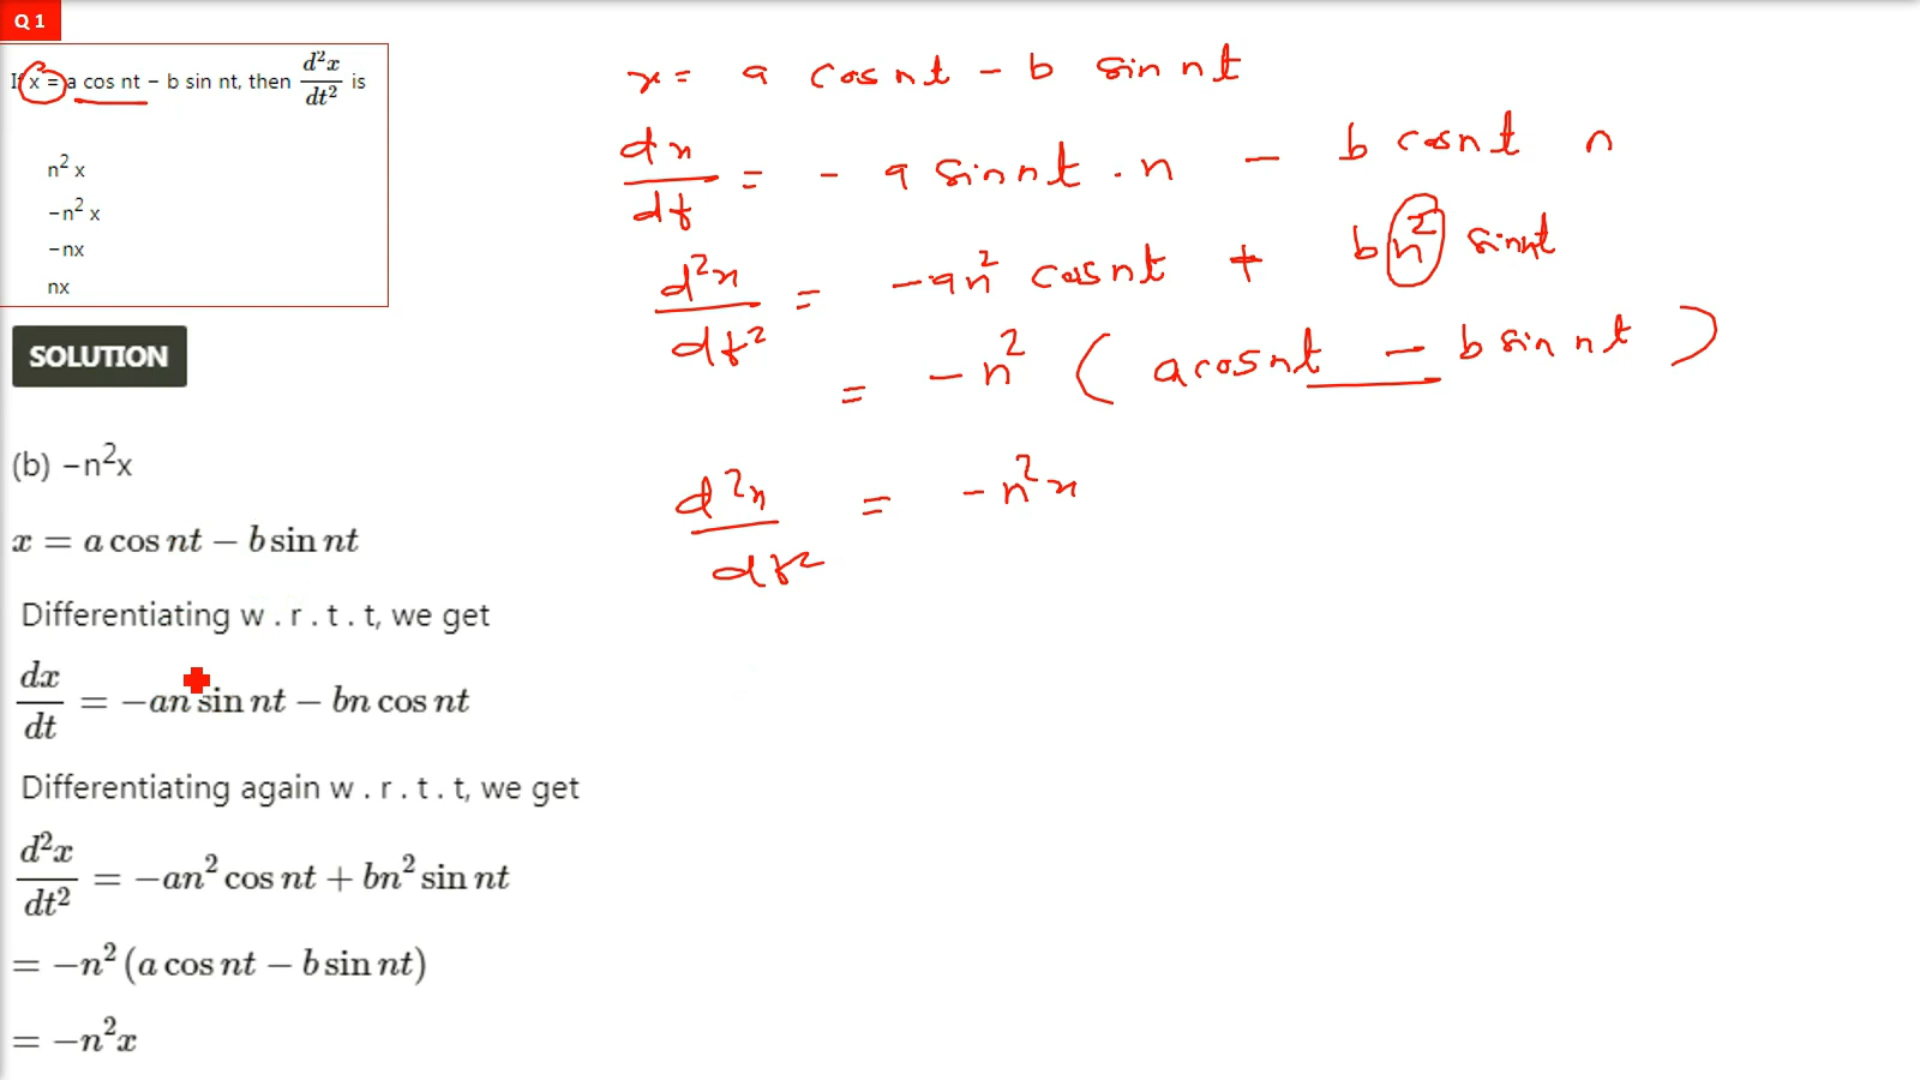 Q 1
If x = a cos nt − b sin nt, then d²x/dt² is
n² x
−n² x
−nx
nx
SOLUTION
(b) −n²x
x = a cos nt − b sin nt
Differentiating w . r . t . t, we get
dx/dt = −an sin nt − bn cos nt
Differentiating again w . r . t . t, we get
d²x/dt² = −an² cos nt + bn² sin nt
= −n² (a cos nt − b sin nt)
= −n²x
x = a cos nt − b sin nt
dx/dt = − a sin nt . n − b cos nt n
d²x/dt² = −an² cos nt + bn² sin nt
= −n² ( a cos nt − b sin nt )
d²x/dt² = −n²x